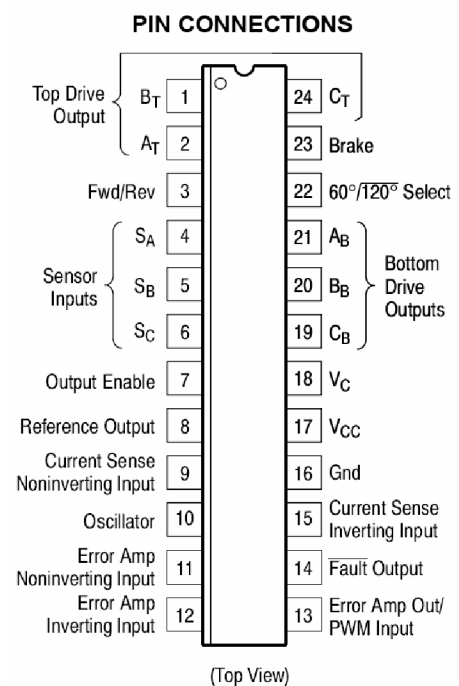 PIN CONNECTIONS
Top Drive
Output
BT 1
AT 2
Fwd/Rev 3
Sensor
Inputs
SA 4
SB 5
SC 6
Output Enable 7
Reference Output 8
Current Sense
Noninverting Input 9
Oscillator 10
Error Amp
Noninverting Input 11
Error Amp
Inverting Input 12
24 CT
23 Brake
22 60°/120° Select
21 AB
20 BB
19 CB
Bottom
Drive
Outputs
18 VC
17 VCC
16 Gnd
15 Current Sense
Inverting Input
14 Fault Output
13 Error Amp Out/
PWM Input
(Top View)